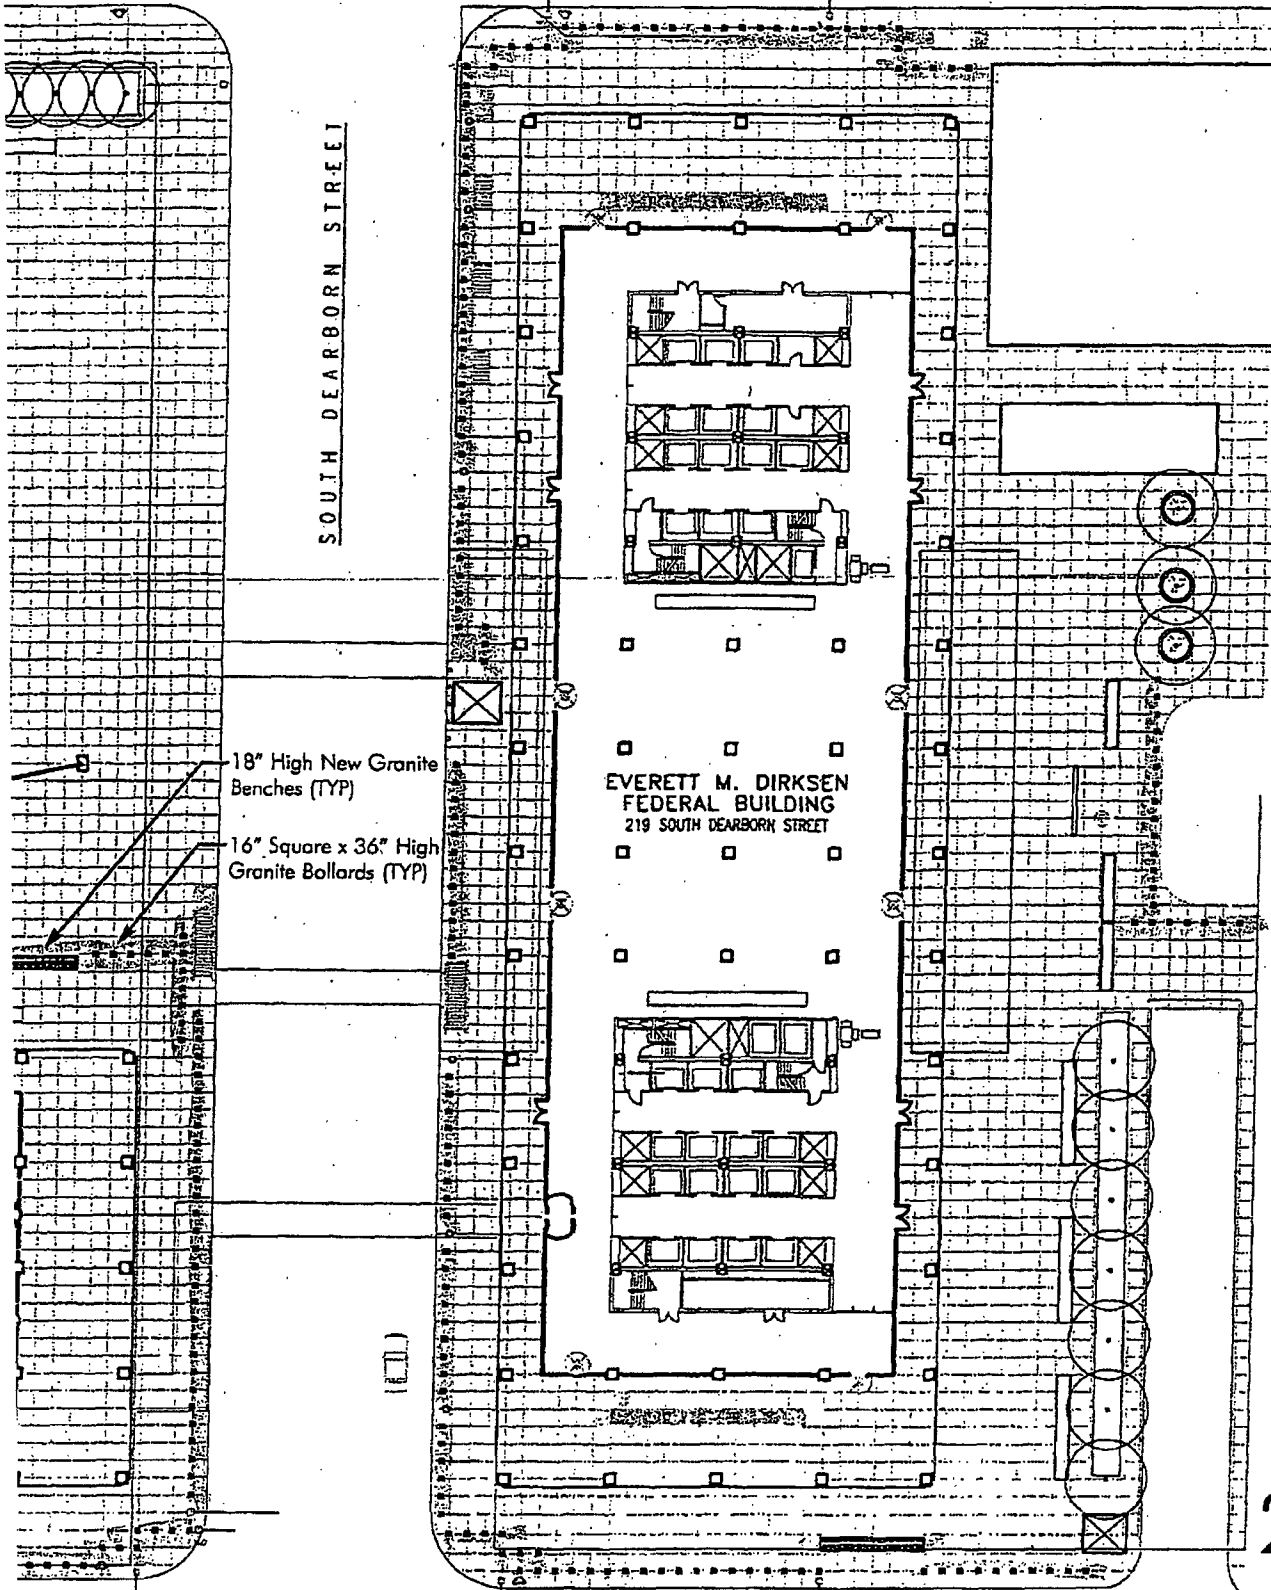 SOUTH DEARBORN STREET
18" High New Granite
Benches (TYP)
16" Square x 36" High
Granite Bollards (TYP)
EVERETT M. DIRKSEN
FEDERAL BUILDING
219 SOUTH DEARBORN STREET